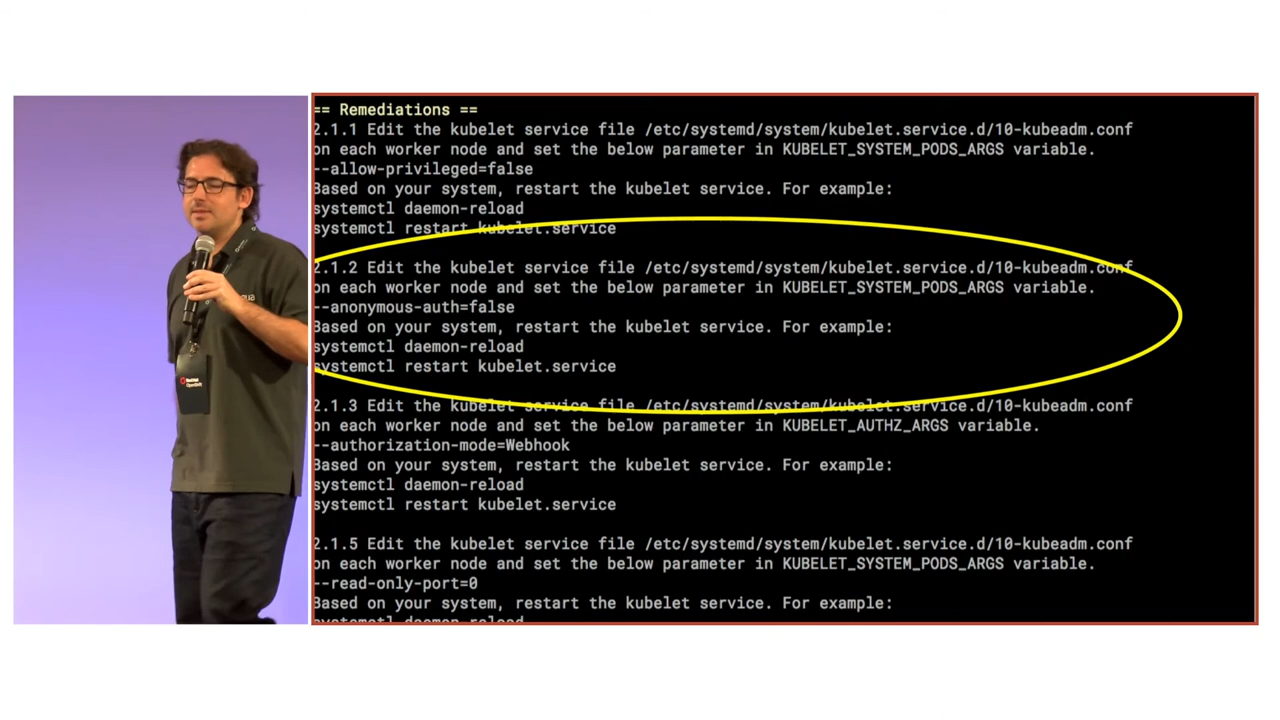 == Remediations ==
2.1.1 Edit the kubelet service file /etc/systemd/system/kubelet.service.d/10-kubeadm.conf
on each worker node and set the below parameter in KUBELET_SYSTEM_PODS_ARGS variable.
--allow-privileged=false
Based on your system, restart the kubelet service. For example:
systemctl daemon-reload
systemctl restart kubelet.service
2.1.2 Edit the kubelet service file /etc/systemd/system/kubelet.service.d/10-kubeadm.conf
on each worker node and set the below parameter in KUBELET_SYSTEM_PODS_ARGS variable.
--anonymous-auth=false
Based on your system, restart the kubelet service. For example:
systemctl daemon-reload
systemctl restart kubelet.service
2.1.3 Edit the kubelet service file /etc/systemd/system/kubelet.service.d/10-kubeadm.conf
on each worker node and set the below parameter in KUBELET_AUTHZ_ARGS variable.
--authorization-mode=Webhook
Based on your system, restart the kubelet service. For example:
systemctl daemon-reload
systemctl restart kubelet.service
2.1.5 Edit the kubelet service file /etc/systemd/system/kubelet.service.d/10-kubeadm.conf
on each worker node and set the below parameter in KUBELET_SYSTEM_PODS_ARGS variable.
--read-only-port=0
Based on your system, restart the kubelet service. For example:
systemctl daemon-reload